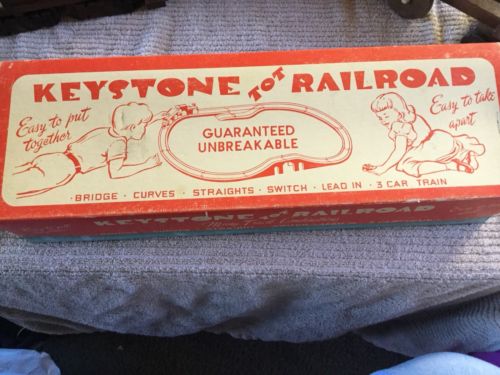 KEYSTONE TOT RAILROAD
Easy to put
together
GUARANTEED
UNBREAKABLE
Easy to take
apart
· BRIDGE · CURVES · STRAIGHTS · SWITCH · LEAD IN · 3 CAR TRAIN
KEYSTONE TOT RAILROAD